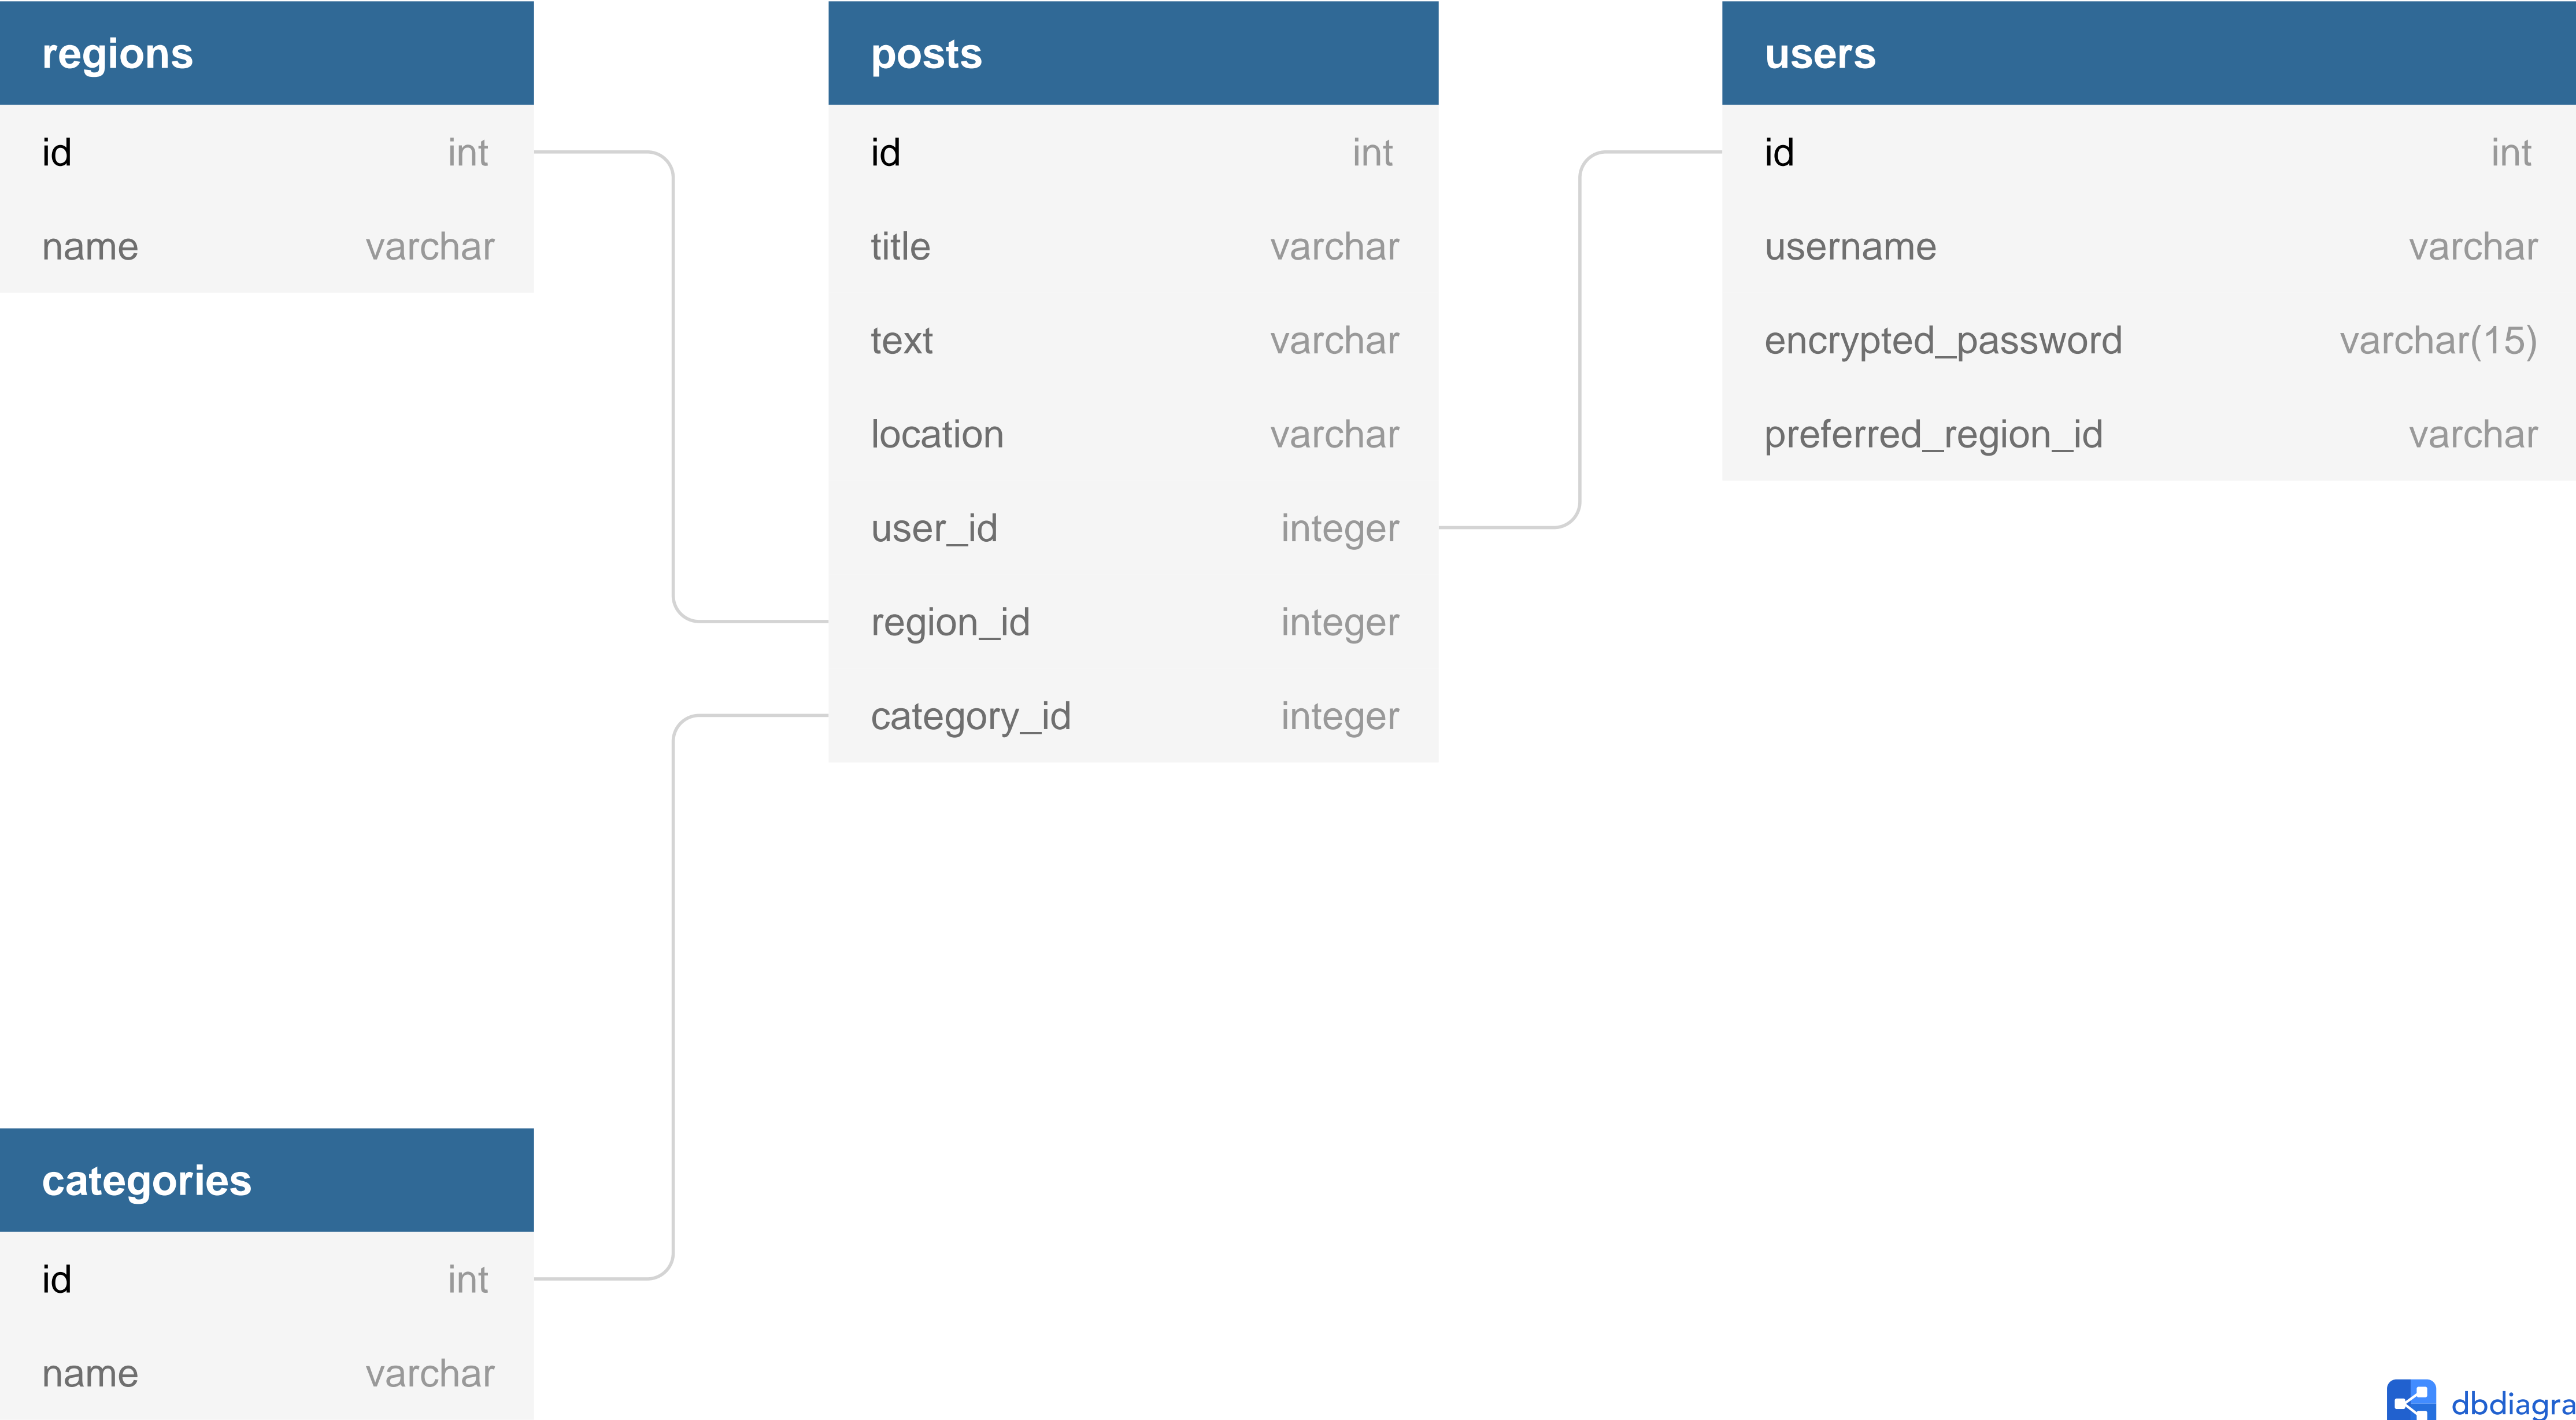 regions
id int
name varchar
posts
id int
title varchar
text varchar
location varchar
user_id integer
region_id integer
category_id integer
users
id int
username varchar
encrypted_password varchar(15)
preferred_region_id varchar
categories
id int
name varchar
dbdiagra